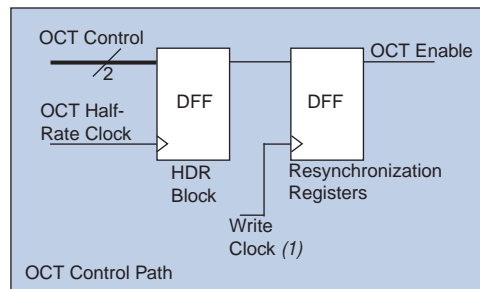 OCT Control
2
OCT Enable
DFF
DFF
OCT Half-
Rate Clock
HDR
Block
Resynchronization
Registers
Write
Clock (1)
OCT Control Path